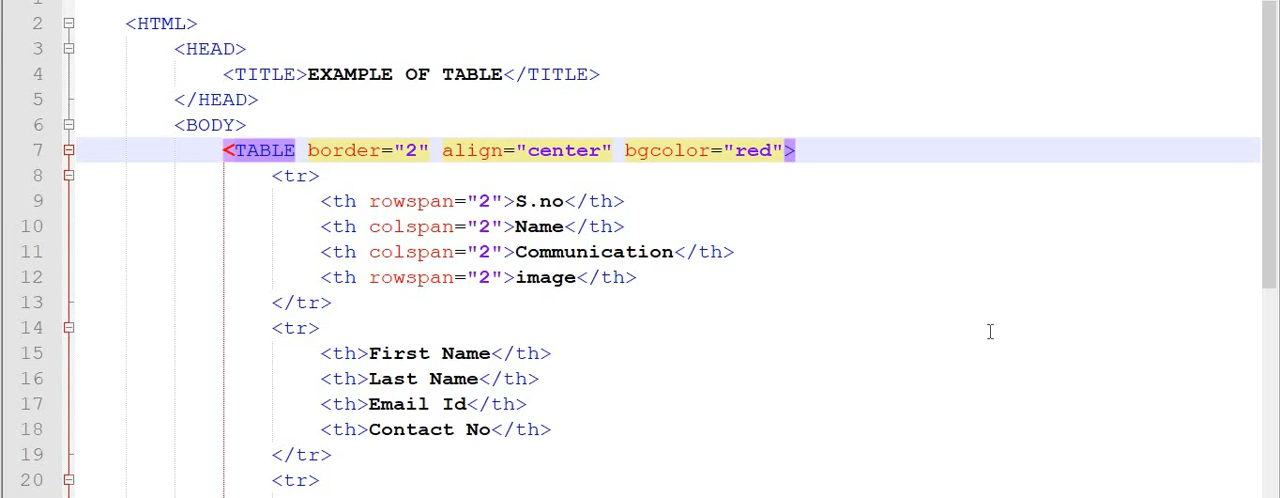 2 <HTML>
3 <HEAD>
4 <TITLE>EXAMPLE OF TABLE</TITLE>
5 </HEAD>
6 <BODY>
7 <TABLE border="2" align="center" bgcolor="red">
8 <tr>
9 <th rowspan="2">S.no</th>
10 <th colspan="2">Name</th>
11 <th colspan="2">Communication</th>
12 <th rowspan="2">image</th>
13 </tr>
14 <tr>
15 <th>First Name</th>
16 <th>Last Name</th>
17 <th>Email Id</th>
18 <th>Contact No</th>
19 </tr>
20 <tr>